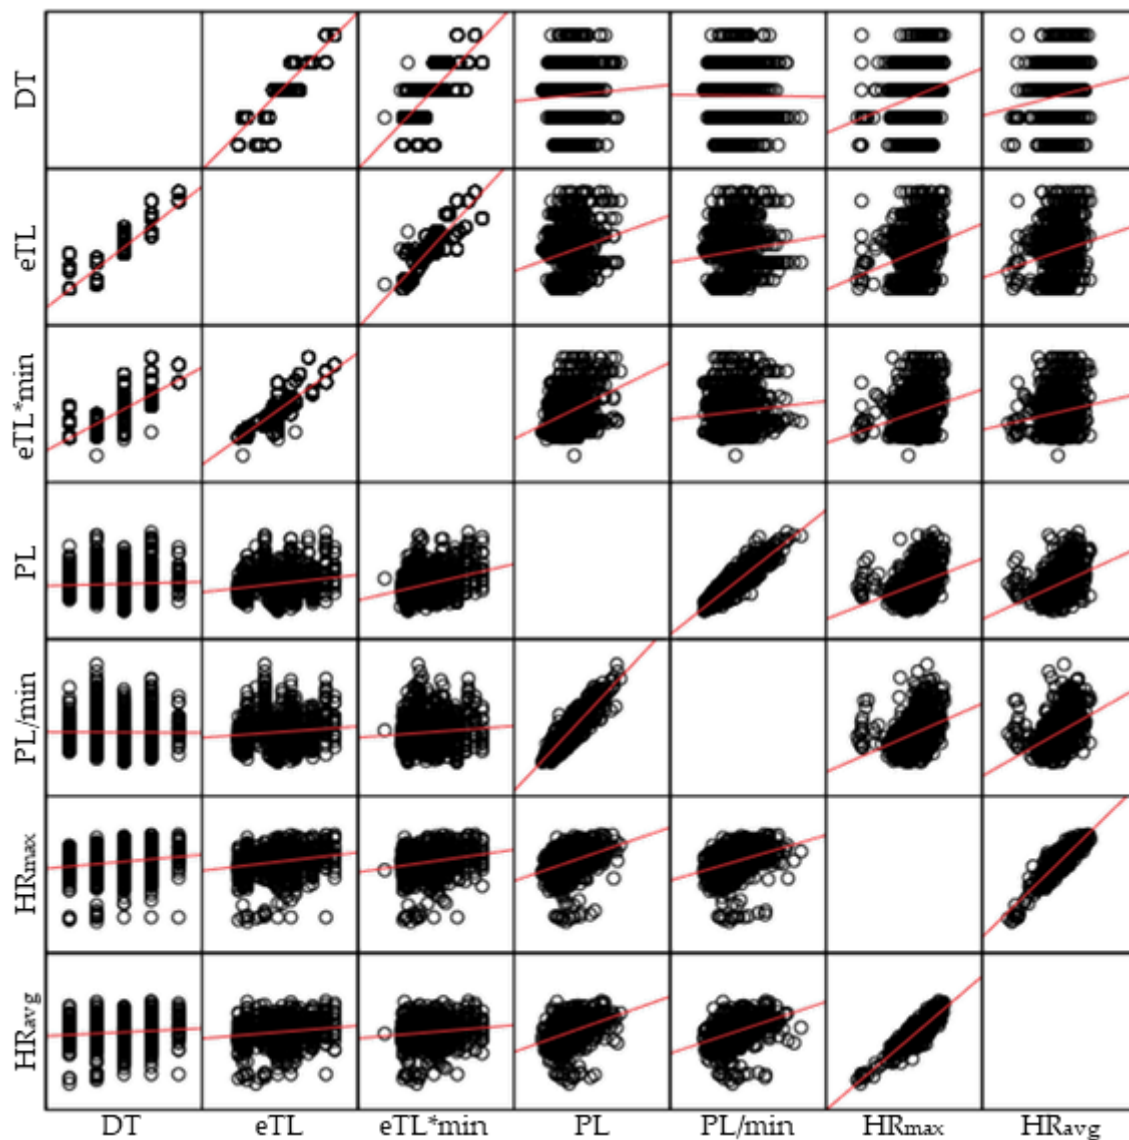 DT
eTL
eTL*min
PL
PL/min
HRmax
HRavg
DT eTL eTL*min PL PL/min HRmax HRavg